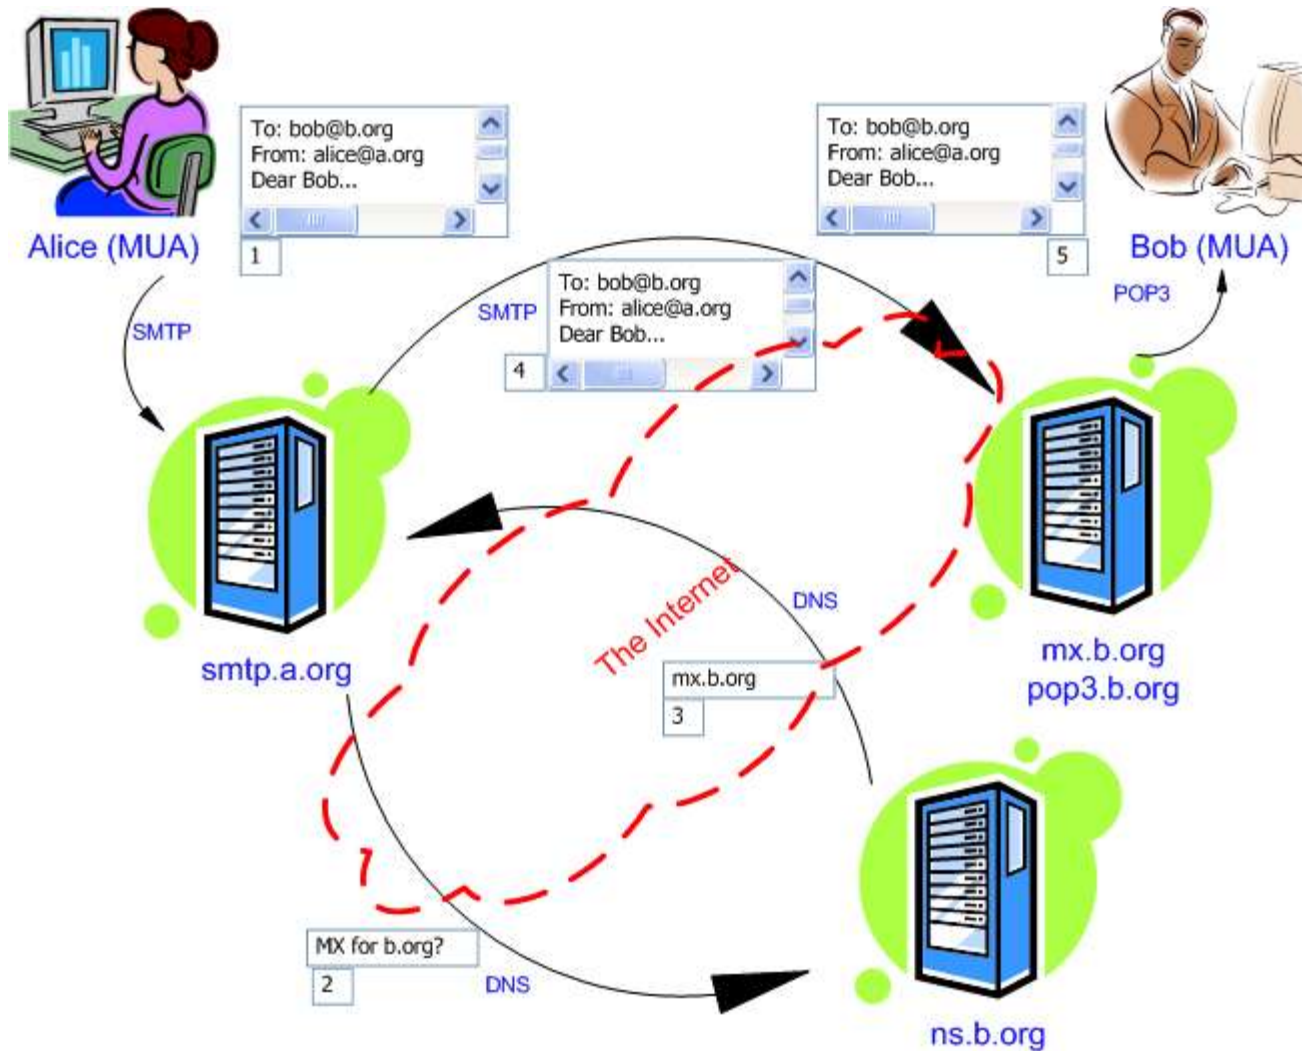 To: bob@b.org
From: alice@a.org
Dear Bob...
1
Alice (MUA)
SMTP
To: bob@b.org
From: alice@a.org
Dear Bob...
5
Bob (MUA)
POP3
SMTP
To: bob@b.org
From: alice@a.org
Dear Bob...
4
smtp.a.org
The Internet
DNS
mx.b.org
3
mx.b.org
pop3.b.org
MX for b.org?
2
DNS
ns.b.org